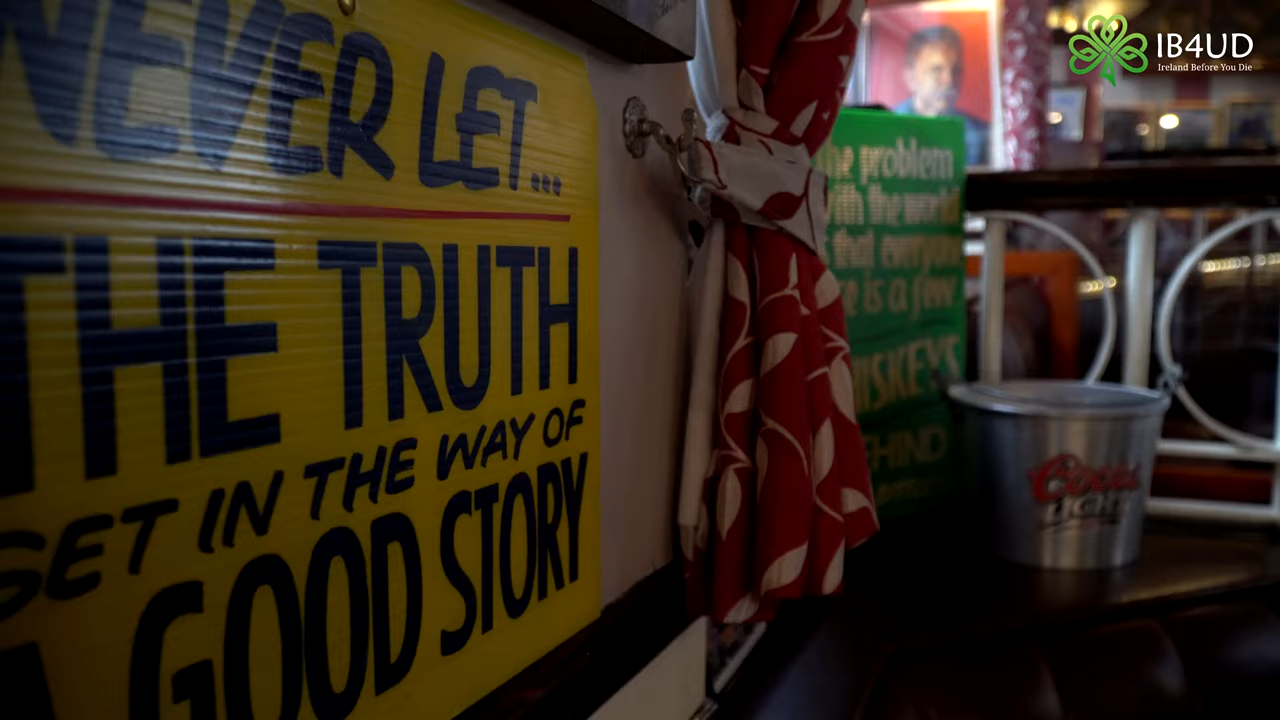 NEVER LET...
THE TRUTH
GET IN THE WAY OF
A GOOD STORY
the problem
with the world
is that everyone
is a few
WHISKEYS
BEHIND
Coors
LIGHT
IB4UD
Ireland Before You Die